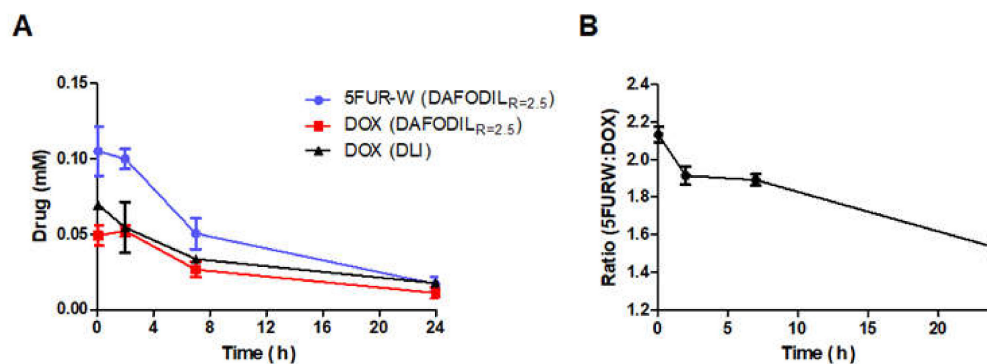 A
Drug (mM)
0.15
0.10
0.05
0.00
5FUR-W (DAFODILR=2.5)
DOX (DAFODILR=2.5)
DOX (DLI)
0 4 8 12 16 20 24
Time (h)
B
Ratio (5FURW:DOX)
2.4
2.2
2.0
1.8
1.6
1.4
1.2
0 5 10 15 20
Time (h)